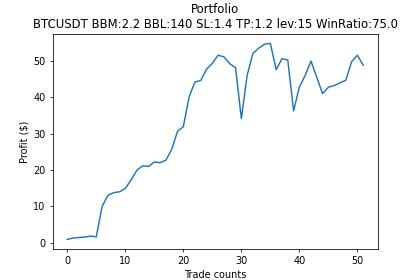 Portfolio
BTCUSDT BBM:2.2 BBL:140 SL:1.4 TP:1.2 lev:15 WinRatio:75.0
Profit ($)
50
40
30
20
10
0
0 10 20 30 40 50
Trade counts